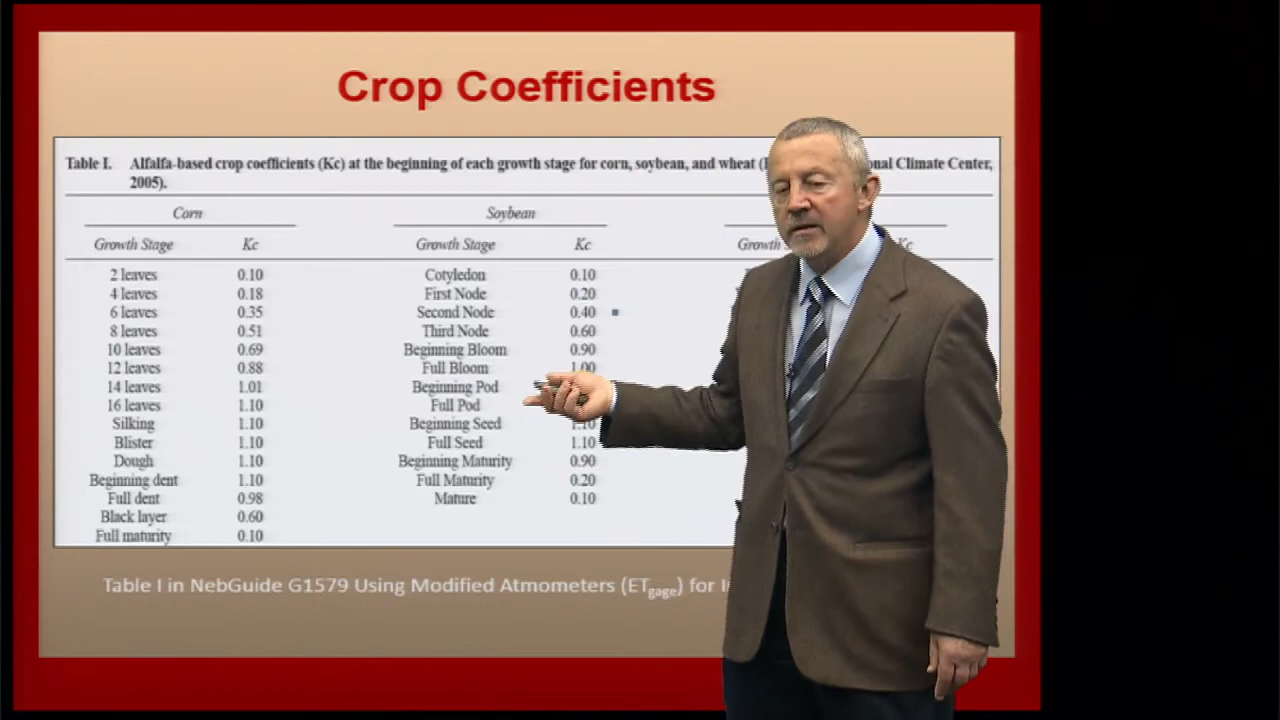 Crop Coefficients
Table I. Alfalfa-based crop coefficients (Kc) at the beginning of each growth stage for corn, soybean, and wheat Climate Center,
2005).
Corn Soybean
Growth Stage Kc Growth Stage Kc Kc
2 leaves 0.10 Cotyledon 0.10
4 leaves 0.18 First Node 0.20
6 leaves 0.35 Second Node 0.40
8 leaves 0.51 Third Node 0.60
10 leaves 0.69 Beginning Bloom 0.90
12 leaves 0.88 Full Bloom 1.00
14 leaves 1.01 Beginning Pod
16 leaves 1.10 Full Pod
Silking 1.10 Beginning Seed 1.10
Blister 1.10 Full Seed 1.10
Dough 1.10 Beginning Maturity 0.90
Beginning dent 1.10 Full Maturity 0.20
Full dent 0.98 Mature 0.10
Black layer 0.60
Full maturity 0.10
Table I in NebGuide G1579 Using Modified Atmometers (ETgage) for